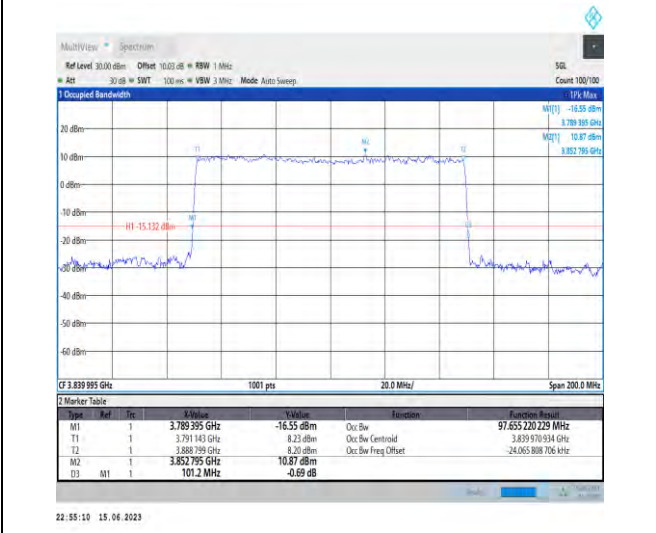 MultiView Spectrum
Ref Level 30.00 dBm Offset 10.03 dB RBW 1 MHz SGL
Att 30 dB SWT 100 ms VBW 3 MHz Mode Auto Sweep Count 100/100
1 Occupied Bandwidth 1Pk Max
M1[1] -16.55 dBm
3.789 395 GHz
M2[1] 10.87 dBm
3.852 795 GHz
20 dBm
M2
T1 T2
10 dBm
0 dBm
-10 dBm
M1
H1 -15.132 dBm
-20 dBm
-30 dBm
-40 dBm
-50 dBm
-60 dBm
CF 3.839 995 GHz 1001 pts 20.0 MHz/ Span 200.0 MHz
2 Marker Table
Type Ref Trc X-Value Y-Value Function Function Result
M1 1 3.789 395 GHz -16.55 dBm Occ Bw 97.655 220 229 MHz
T1 1 3.791 143 GHz 8.23 dBm Occ Bw Centroid 3.839 970 934 GHz
T2 1 3.888 799 GHz 8.20 dBm Occ Bw Freq Offset -24.065 808 706 kHz
M2 1 3.852 795 GHz 10.87 dBm
D3 M1 1 101.2 MHz -0.69 dB
22:55:10 15.06.2023